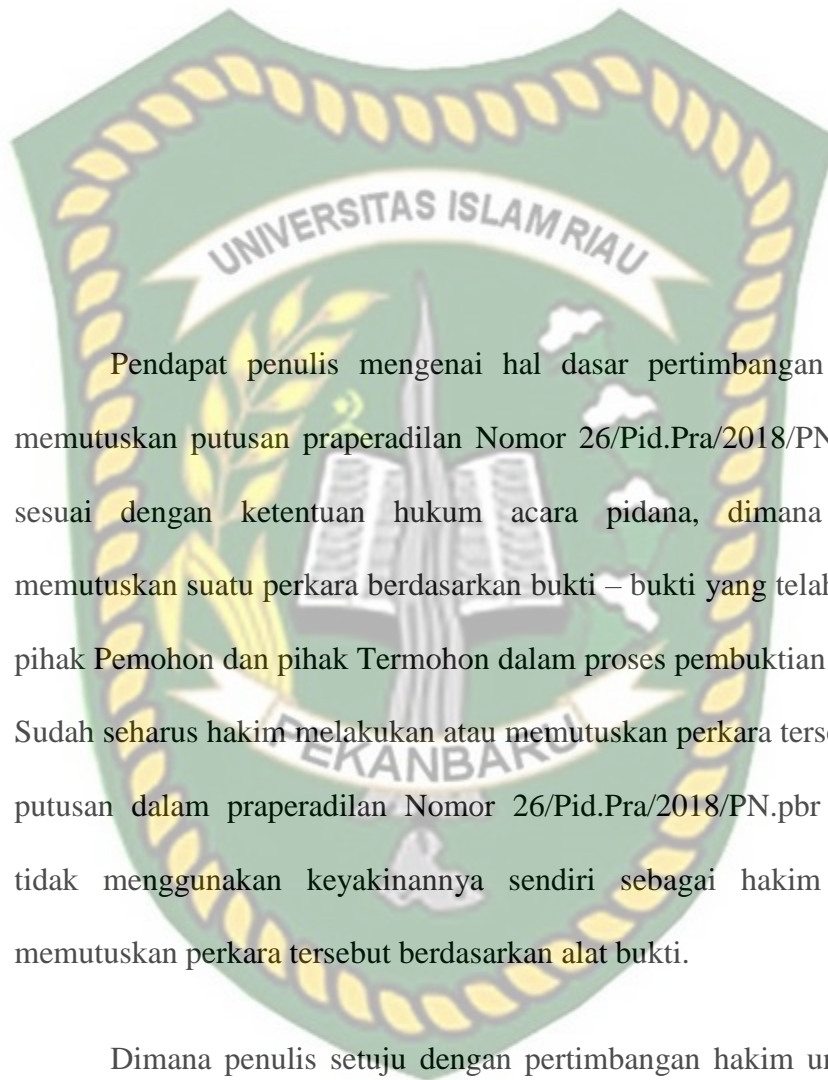 UNIVERSITAS ISLAM RIAU
Pendapat penulis mengenai hal dasar pertimbangan
memutuskan putusan praperadilan Nomor 26/Pid.Pra/2018/PN
sesuai dengan ketentuan hukum acara pidana, dimana
memutuskan suatu perkara berdasarkan bukti – bukti yang telah
pihak Pemohon dan pihak Termohon dalam proses pembuktian
Sudah seharus hakim melakukan atau memutuskan perkara terse
PEKANBARU
putusan dalam praperadilan Nomor 26/Pid.Pra/2018/PN.pbr
tidak menggunakan keyakinannya sendiri sebagai hakim
memutuskan perkara tersebut berdasarkan alat bukti.
Dimana penulis setuju dengan pertimbangan hakim un